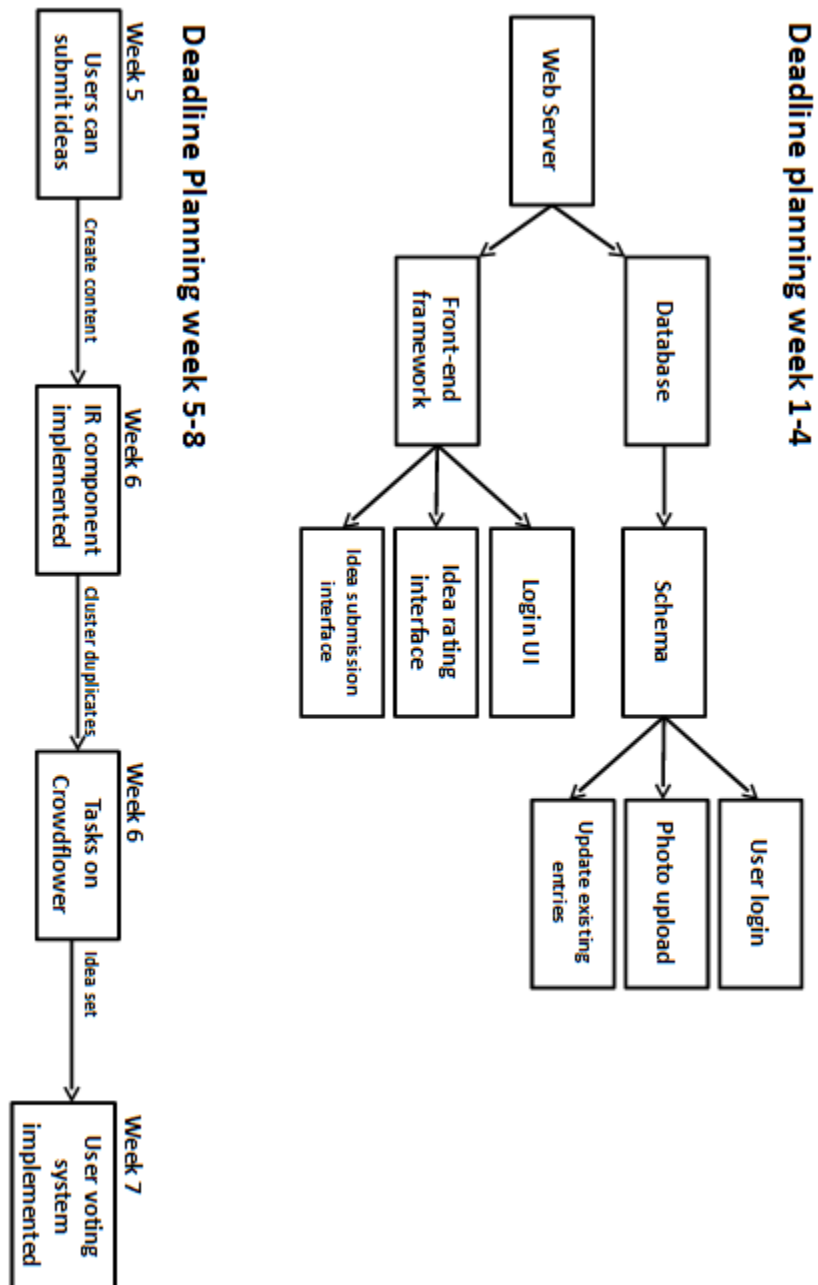 Deadline planning week 1-4
Web Server
Database
Schema
User login
Photo upload
Update existing
entries
Front-end
framework
Login UI
Idea rating
interface
Idea submission
interface
Deadline Planning week 5-8
Week 5
Users can
submit ideas
Create content
Week 6
IR component
implemented
Cluster duplicates
Week 6
Tasks on
Crowdflower
Idea set
Week 7
User voting
system
implemented